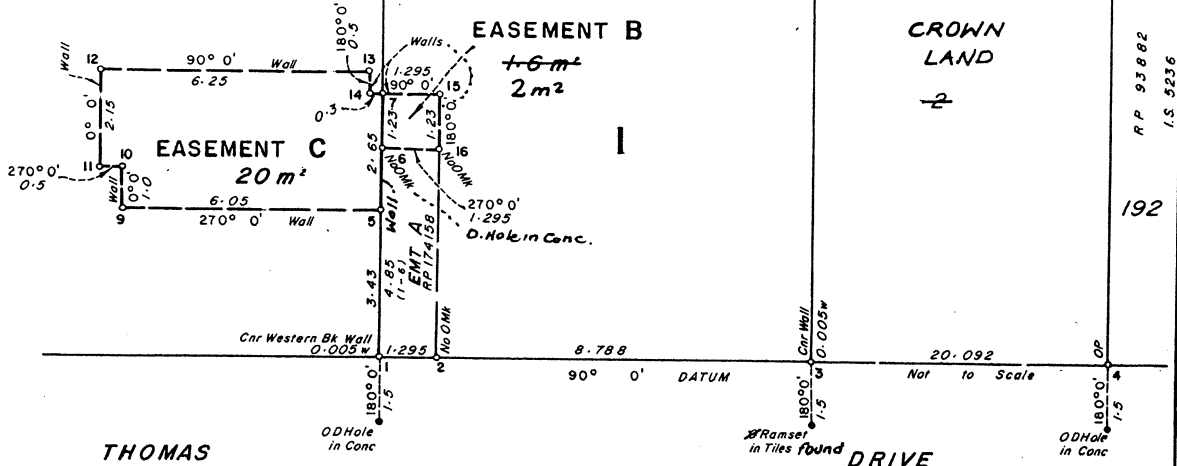 EASEMENT B
1.6 m²
2 m²
CROWN
LAND
2
RP 93882
I.S. 5236
180° 0'
0.5
Walls
12
90° 0'
Wall
6.25
13
Wall
14
0.3
1.295
90° 0'
7
15
0° 0'
2.15
1.23
1.23
180° 0'
EASEMENT C
20 m²
2.65
6
16
No O Mk
No O Mk
1
270° 0'
0.5
11
10
Wall
0° 0'
1.0
9
6.05
270° 0'
Wall
5
Wall
270° 0'
1.295
D. Hole in Conc.
192
EMT A
RP 174158
3.43
4.85
(1-6)
No O Mk
Cnr Western Bk Wall
0.005 w
1.295
8.788
Cnr Wall
0.005 w
20.092
OP
1
2
90° 0' DATUM
3
Not to Scale
4
180° 0'
1.5
180° 0'
1.5
180° 0'
1.5
O D Hole
in Conc
Ramset
in Tiles found
O D Hole
in Conc
THOMAS DRIVE